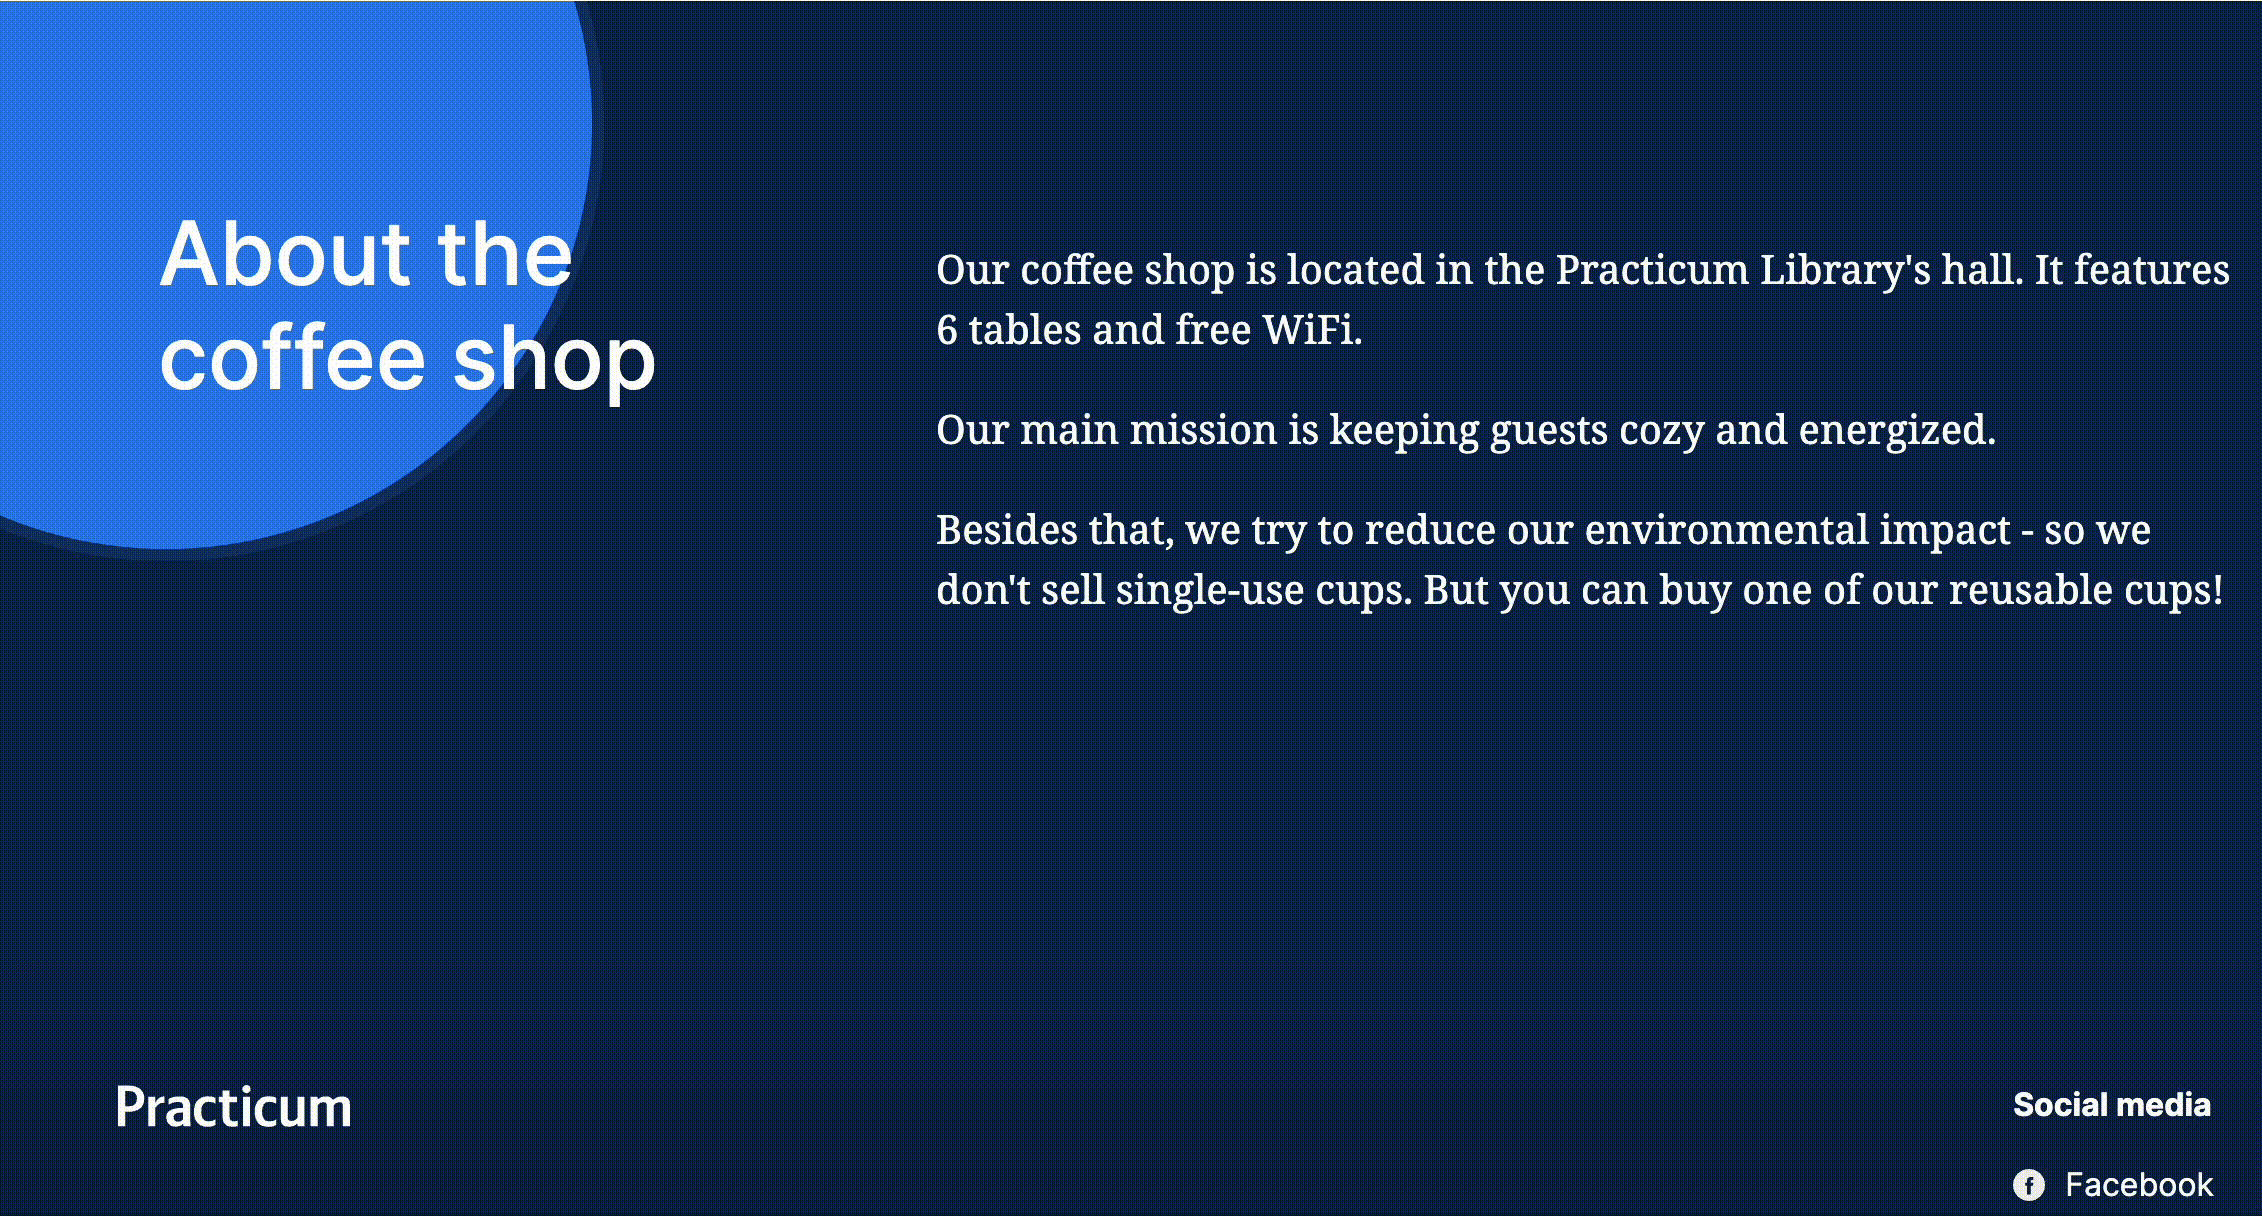 About the
coffee shop
Our coffee shop is located in the Practicum Library's hall. It features
6 tables and free WiFi.
Our main mission is keeping guests cozy and energized.
Besides that, we try to reduce our environmental impact - so we
don't sell single-use cups. But you can buy one of our reusable cups!
Practicum
Social media
Facebook